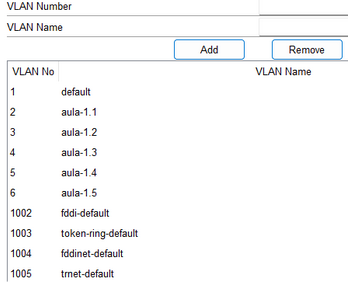 VLAN Number
VLAN Name
Add Remove
VLAN No VLAN Name
1 default
2 aula-1.1
3 aula-1.2
4 aula-1.3
5 aula-1.4
6 aula-1.5
1002 fddi-default
1003 token-ring-default
1004 fddinet-default
1005 trnet-default